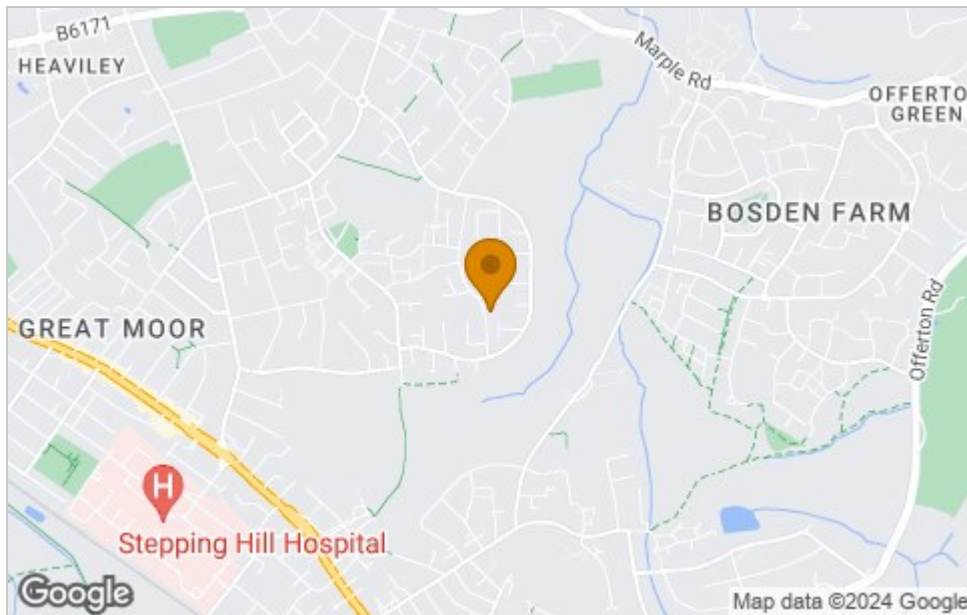 B6171
HEAVILEY
Marple Rd
OFFERTON
GREEN
BOSDEN FARM
GREAT MOOR
Offerton Rd
H
Stepping Hill Hospital
Google
Map data ©2024 Google